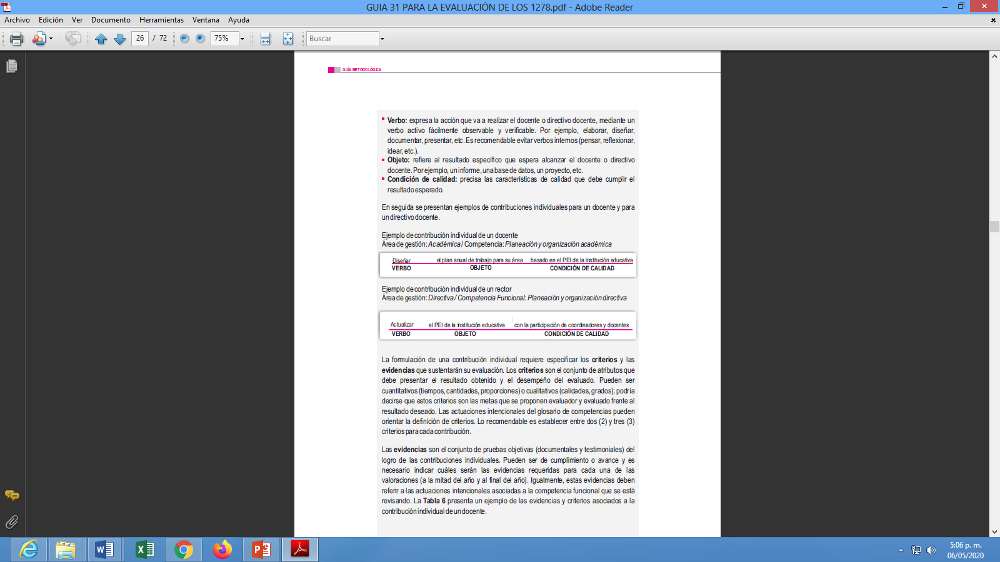 GUIA 31 PARA LA EVALUACIÓN DE LOS 1278.pdf - Adobe Reader
Archivo Edición Ver Documento Herramientas Ventana Ayuda
26 / 72 75% Buscar
GUÍA METODOLÓGICA
Verbo: expresa la acción que va a realizar el docente o directivo docente, mediante un
verbo activo fácilmente observable y verificable. Por ejemplo, elaborar, diseñar,
documentar, presentar, etc. Es recomendable evitar verbos internos (pensar, reflexionar,
idear, etc.).
Objeto: refiere al resultado específico que espera alcanzar el docente o directivo
docente. Por ejemplo, un informe, una base de datos, un proyecto, etc.
Condición de calidad: precisa las características de calidad que debe cumplir el
resultado esperado.
En seguida se presentan ejemplos de contribuciones individuales para un docente y para
un directivo docente.
Ejemplo de contribución individual de un docente
Área de gestión: Académica / Competencia: Planeación y organización académica
Diseñar el plan anual de trabajo para su área basado en el PEI de la institución educativa
VERBO OBJETO CONDICIÓN DE CALIDAD
Ejemplo de contribución individual de un rector
Área de gestión: Directiva / Competencia Funcional: Planeación y organización directiva
Actualizar el PEI de la institución educativa con la participación de coordinadores y docentes
VERBO OBJETO CONDICIÓN DE CALIDAD
La formulación de una contribución individual requiere especificar los criterios y las
evidencias que sustentarán su evaluación. Los criterios son el conjunto de atributos que
debe presentar el resultado obtenido y el desempeño del evaluado. Pueden ser
cuantitativos (tiempos, cantidades, proporciones) o cualitativos (calidades, grados); podría
decirse que estos criterios son las metas que se proponen evaluador y evaluado frente al
resultado deseado. Las actuaciones intencionales del glosario de competencias pueden
orientar la definición de criterios. Lo recomendable es establecer entre dos (2) y tres (3)
criterios para cada contribución.
Las evidencias son el conjunto de pruebas objetivas (documentales y testimoniales) del
logro de las contribuciones individuales. Pueden ser de cumplimiento o avance y es
necesario indicar cuáles serán las evidencias requeridas para cada una de las
valoraciones (a la mitad del año y al final del año). Igualmente, estas evidencias deben
referir a las actuaciones intencionales asociadas a la competencia funcional que se está
revisando. La Tabla 6 presenta un ejemplo de las evidencias y criterios asociados a la
contribución individual de un docente.
5:06 p. m.
06/05/2020